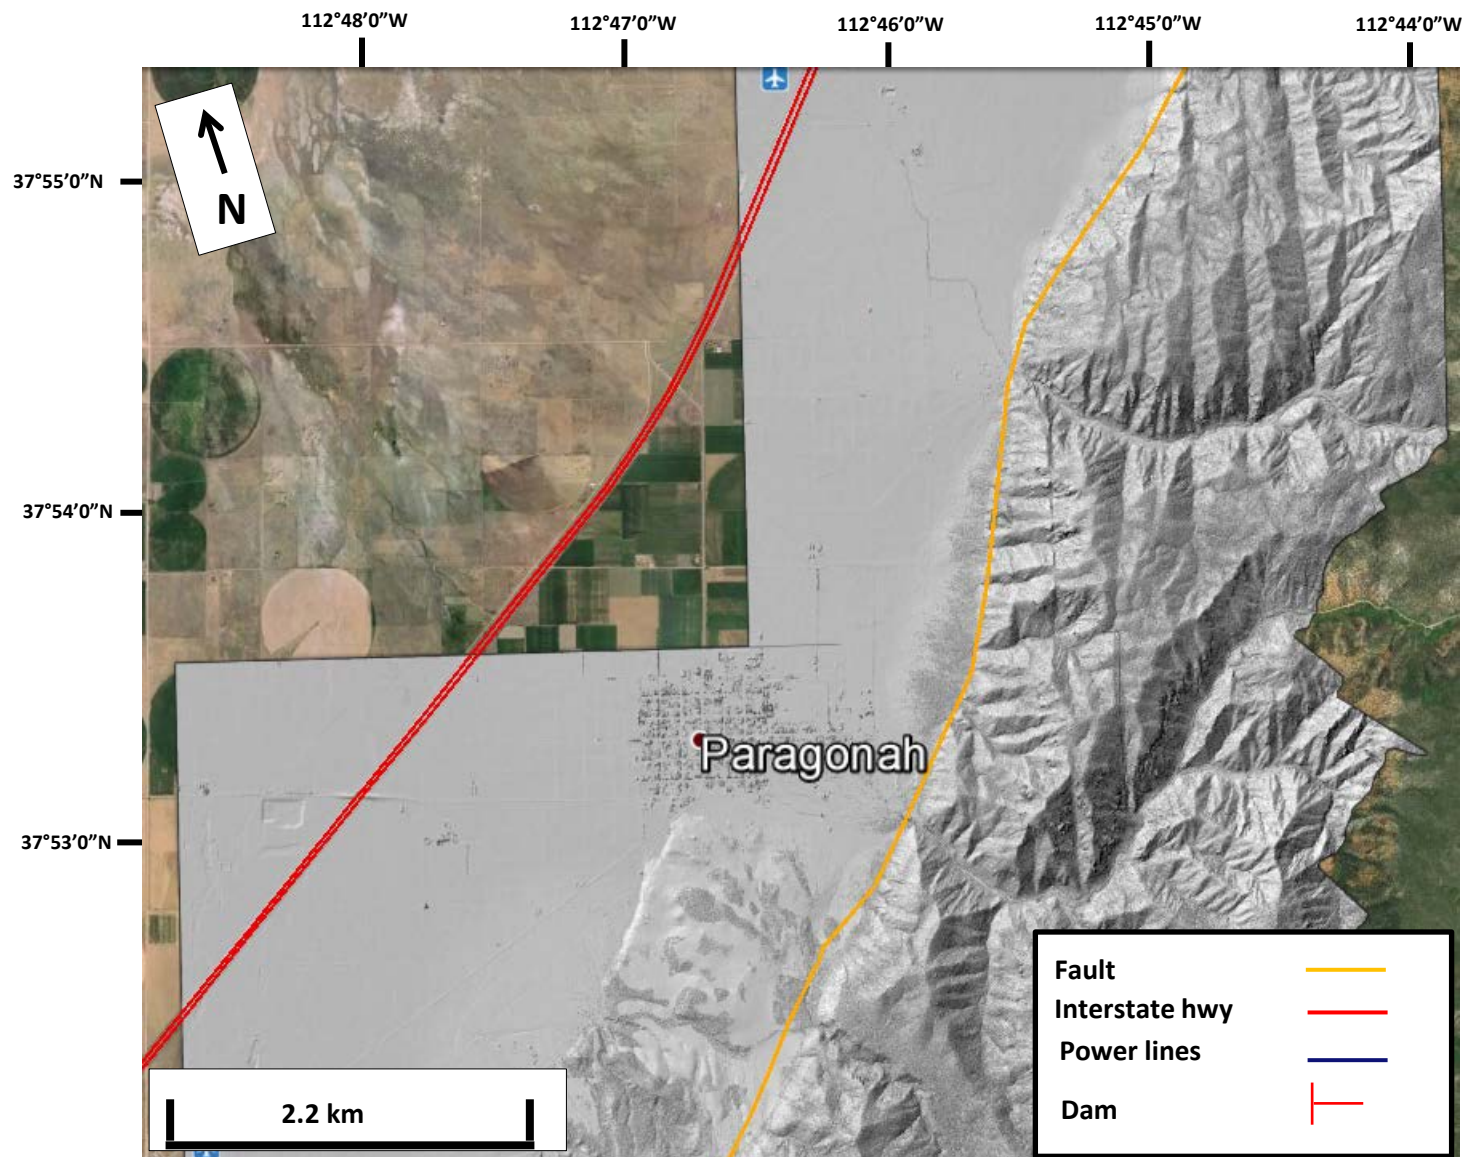 112°48’0”W 112°47’0”W 112°46’0”W 112°45’0”W 112°44’0”W
37°55’0”N
N
37°54’0”N
Paragonah
37°53’0”N
Fault
Interstate hwy
Power lines
Dam
2.2 km